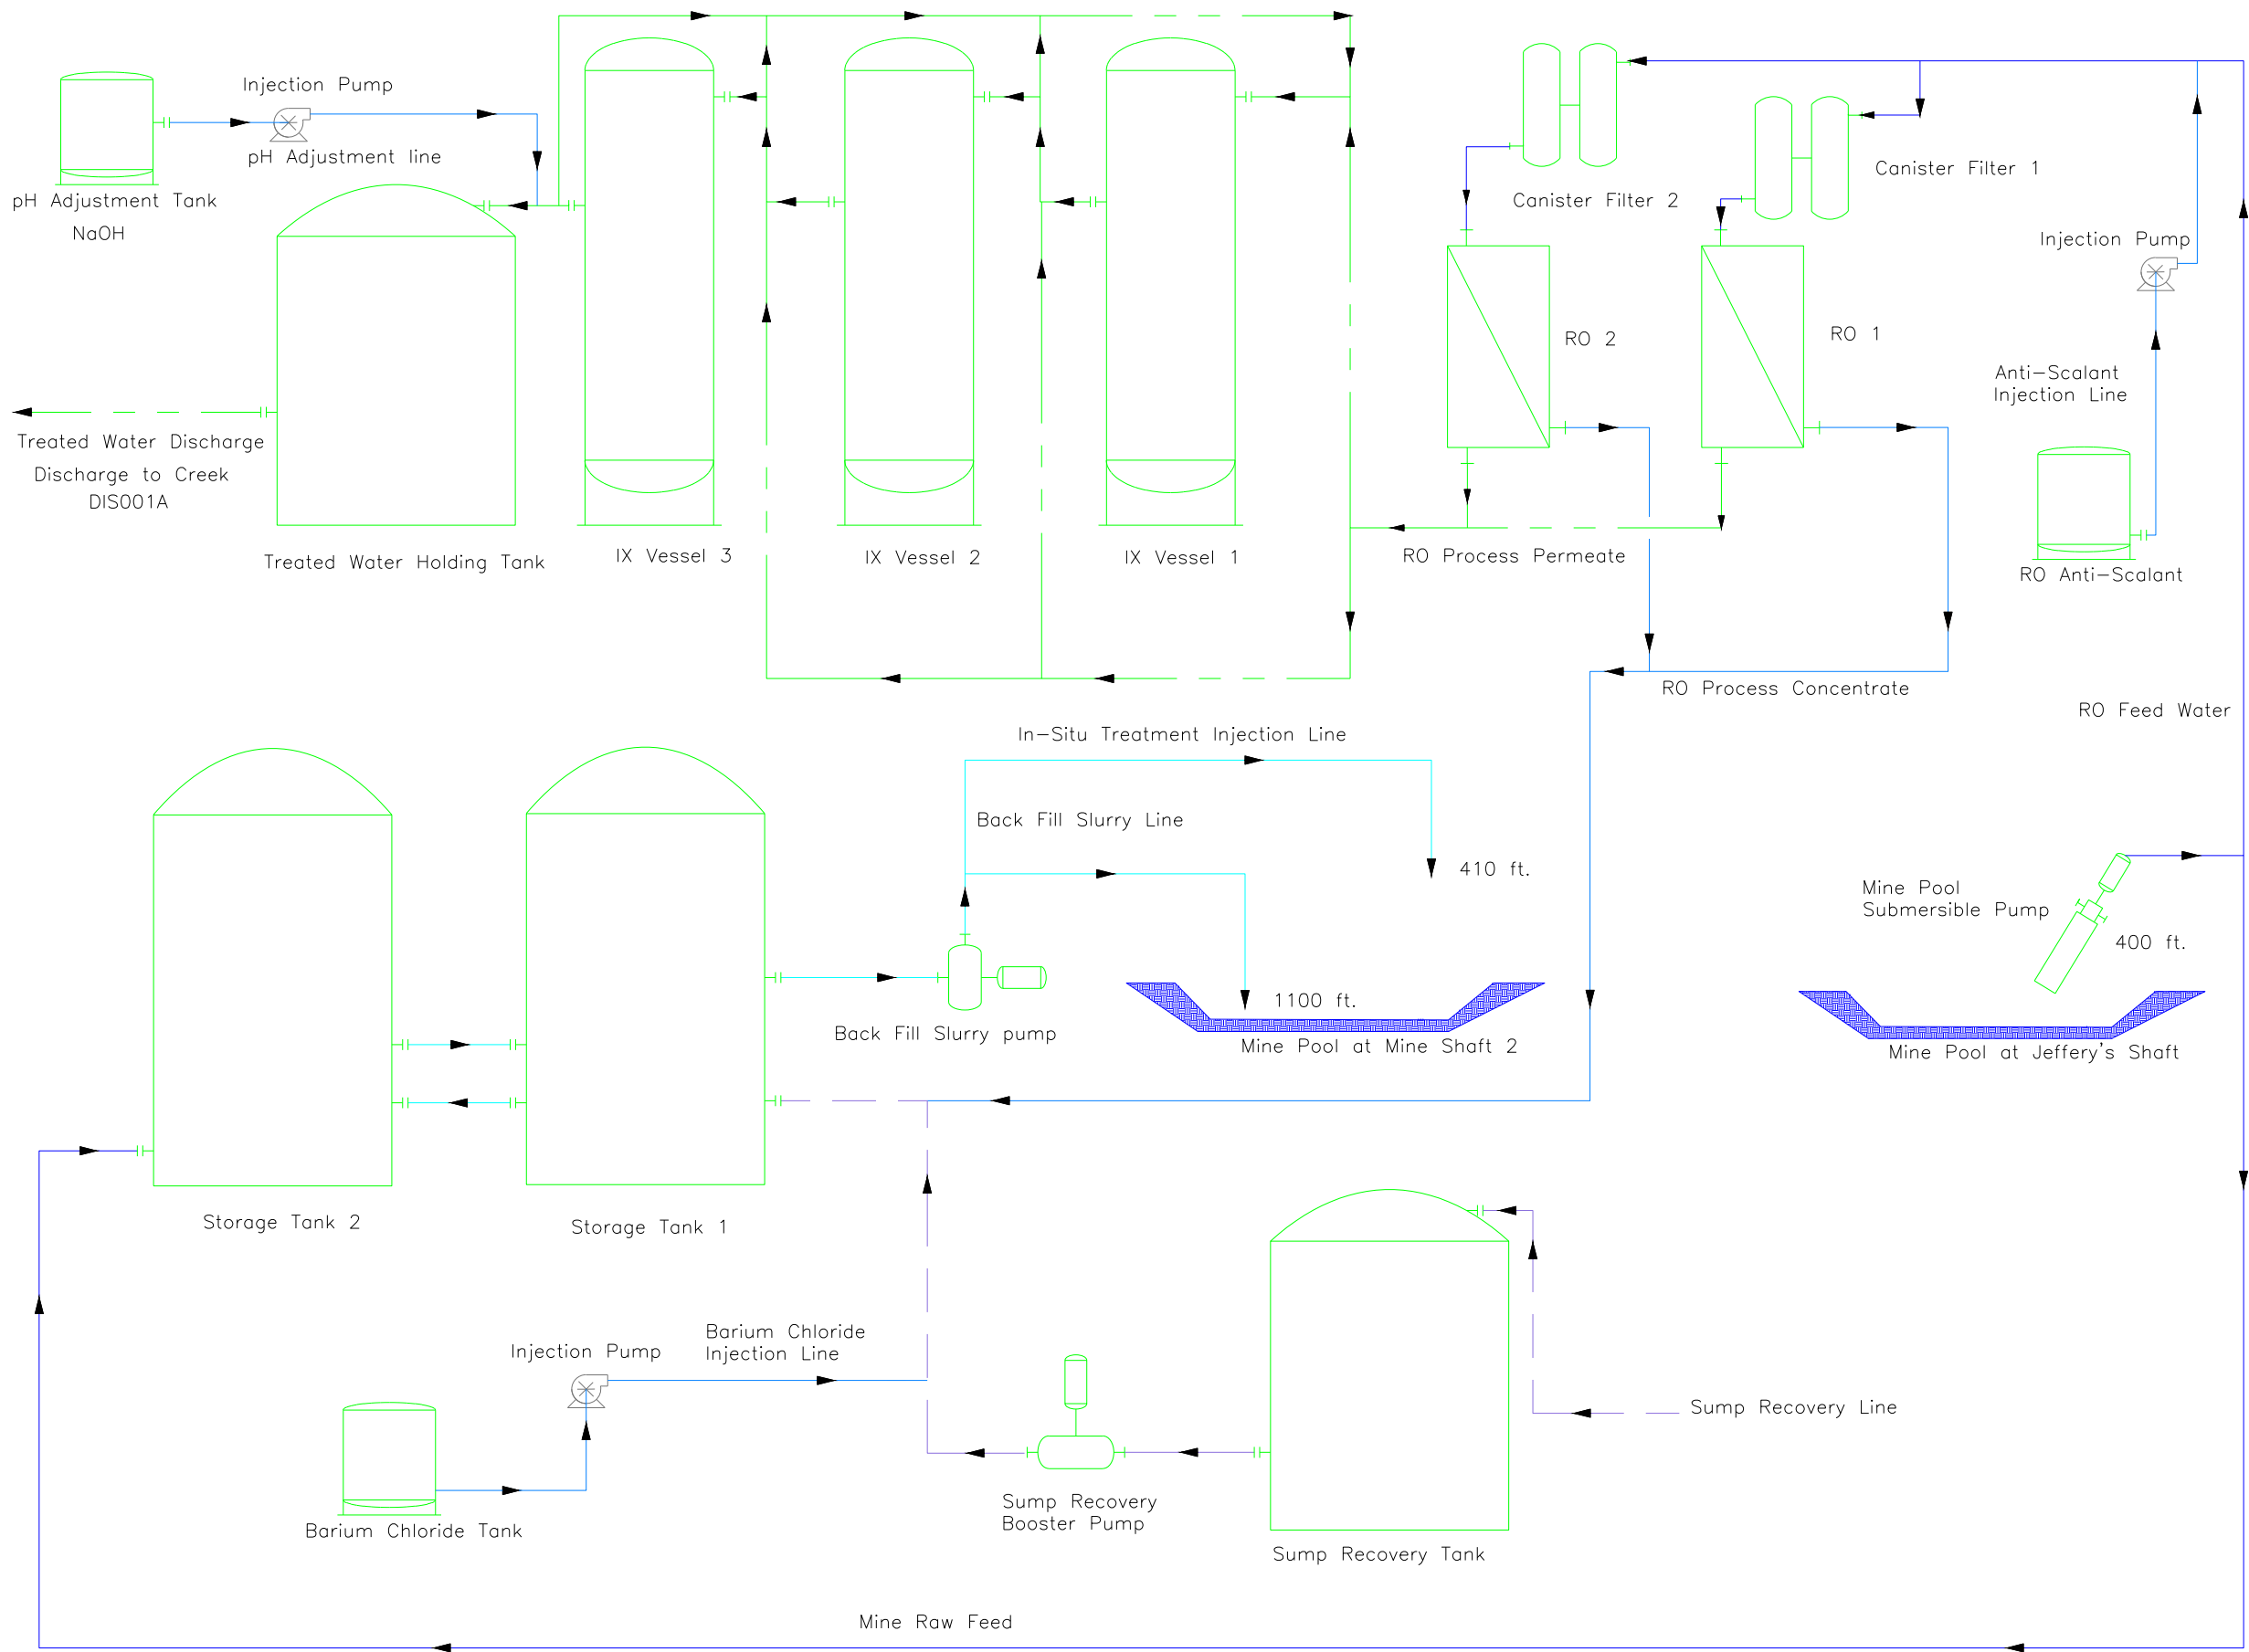 Injection Pump
pH Adjustment line
pH Adjustment Tank
NaOH
Canister Filter 1
Canister Filter 2
Injection Pump
RO 2
RO 1
Anti-Scalant
Injection Line
Treated Water Discharge
Discharge to Creek
DIS001A
Treated Water Holding Tank
IX Vessel 3
IX Vessel 2
IX Vessel 1
RO Process Permeate
RO Anti-Scalant
RO Process Concentrate
RO Feed Water
In-Situ Treatment Injection Line
Back Fill Slurry Line
410 ft.
Mine Pool
Submersible Pump
400 ft.
1100 ft.
Back Fill Slurry pump
Mine Pool at Mine Shaft 2
Mine Pool at Jeffery's Shaft
Storage Tank 2
Storage Tank 1
Injection Pump
Barium Chloride
Injection Line
Sump Recovery Line
Barium Chloride Tank
Sump Recovery
Booster Pump
Sump Recovery Tank
Mine Raw Feed